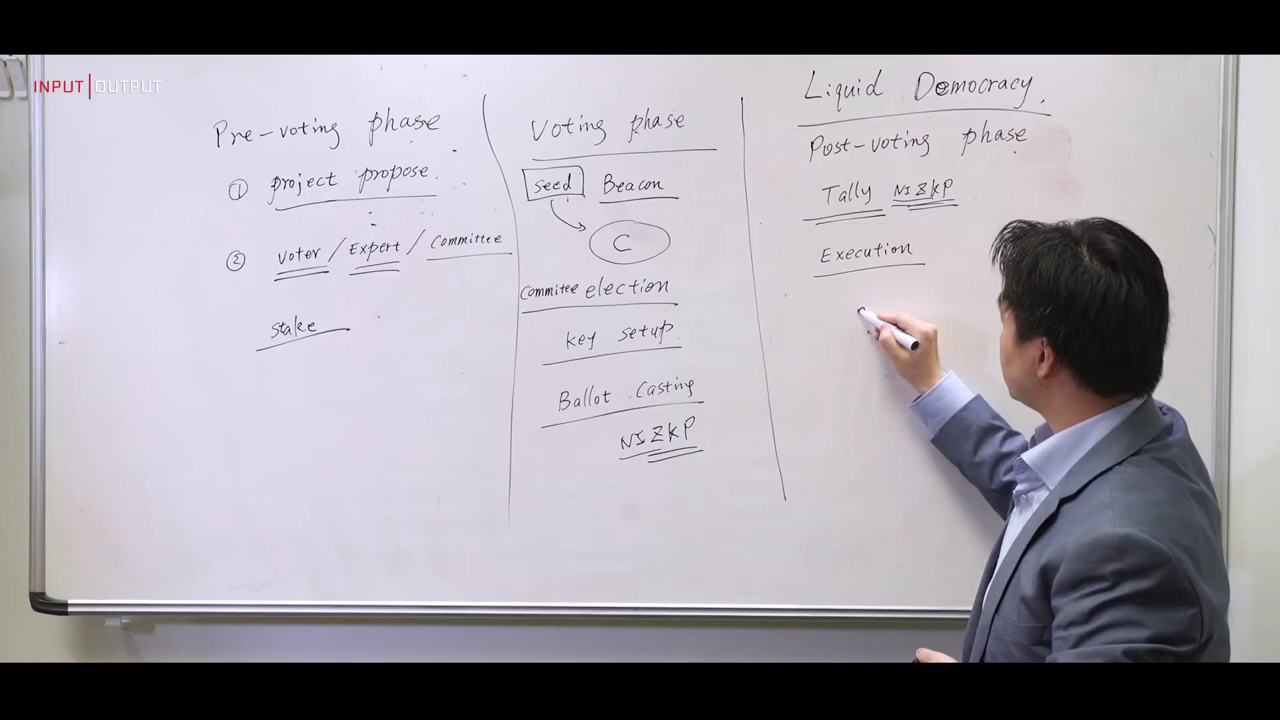 INPUT|OUTPUT
Liquid Democracy.
Pre-voting phase
① project propose.
② voter / Expert / Committee
stake
Voting phase
seed Beacon
C
Committee election
key setup.
Ballot Casting
NIZKP
Post-voting phase
Tally NIZKP
Execution